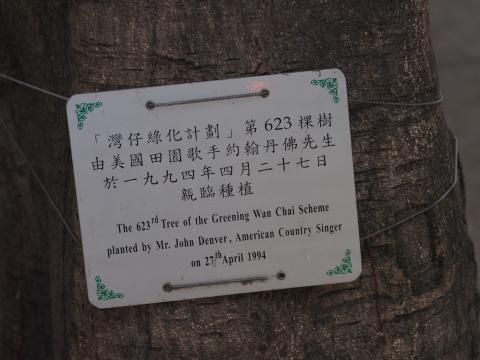 「灣仔綠化計劃」第 623 棵樹
由美國田園歌手約翰丹佛先生
於一九九四年四月二十七日
親臨種植
The 623rd Tree of the Greening Wan Chai Scheme
planted by Mr. John Denver, American Country Singer
on 27th April 1994